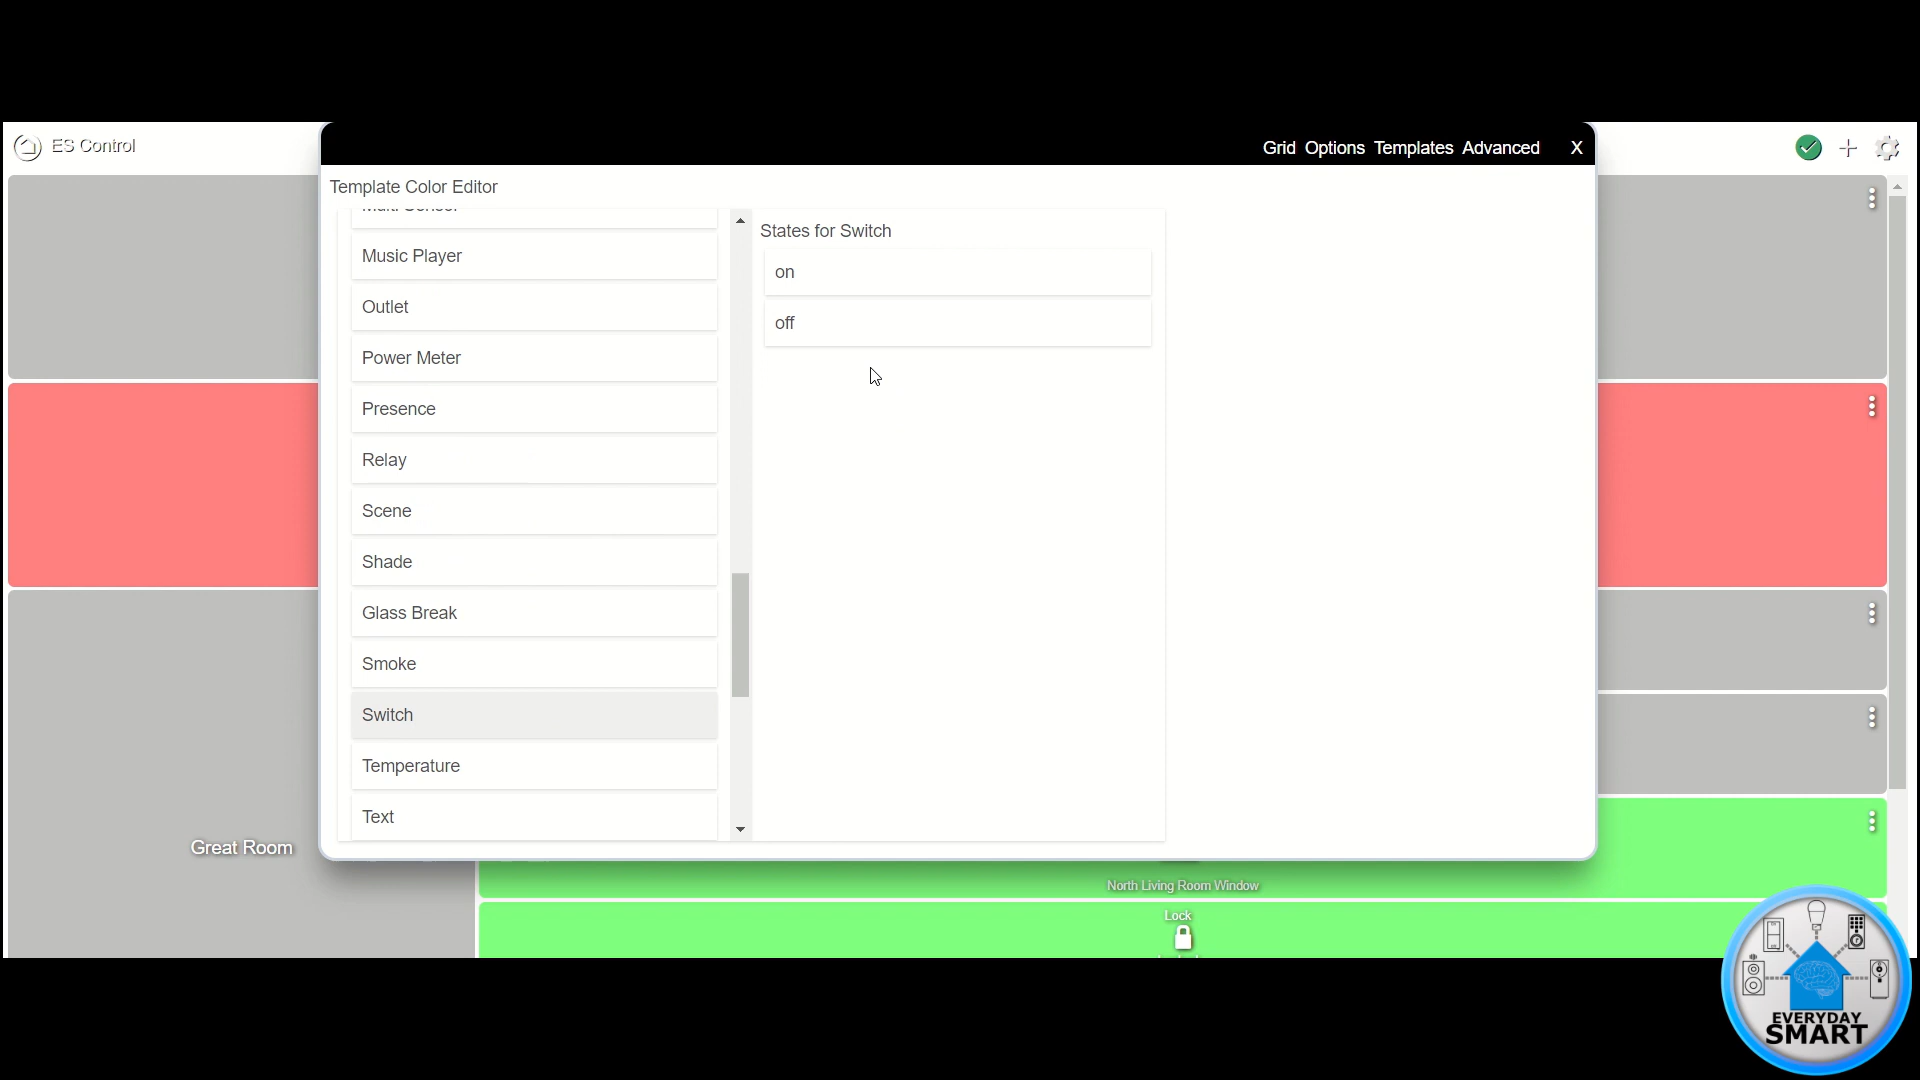 ES Control
Grid Options Templates Advanced X
Template Color Editor
Multi Sensor
Music Player
Outlet
Power Meter
Presence
Relay
Scene
Shade
Glass Break
Smoke
Switch
Temperature
Text
States for Switch
on
off
Great Room
North Living Room Window
Lock
EVERYDAY
SMART